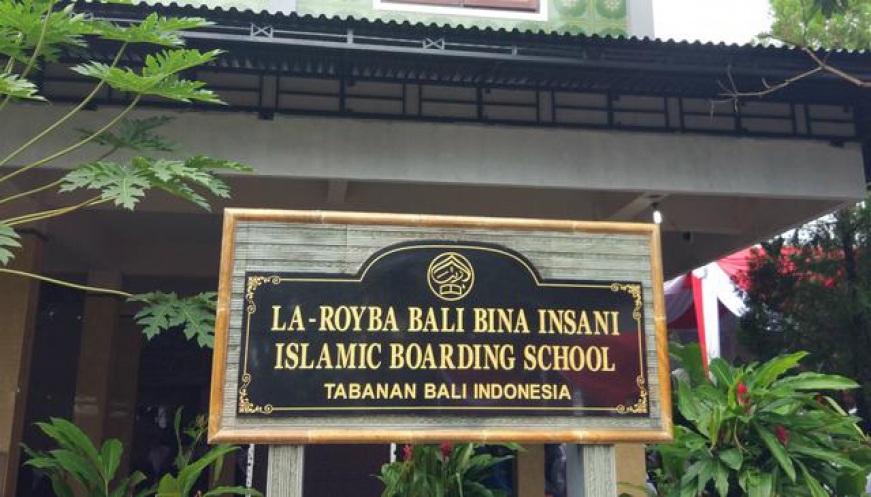 LA-ROYBA BALI BINA INSANI
ISLAMIC BOARDING SCHOOL
TABANAN BALI INDONESIA